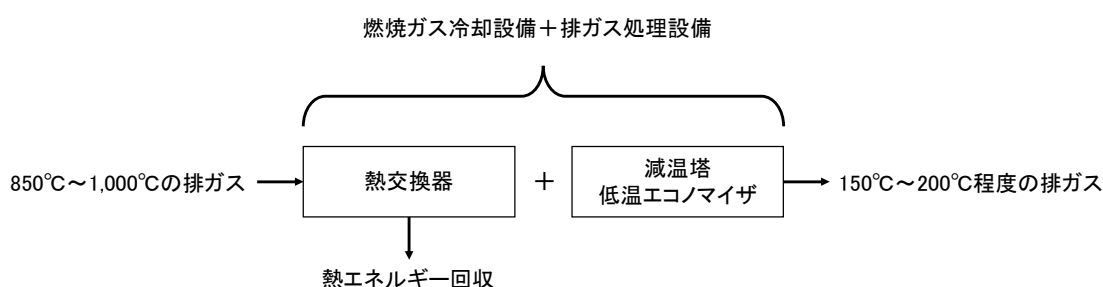 燃焼ガス冷却設備＋排ガス処理設備
850℃～1,000℃の排ガス
熱交換器
＋
減温塔
低温エコノマイザ
150℃～200℃程度の排ガス
熱エネルギー回収